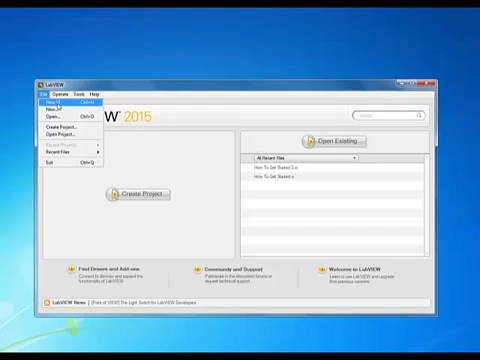 LabVIEW
File Operate Tools Help
New VI Ctrl+N
New...
Open... Ctrl+O
Create Project...
Open Project...
Recent Projects
Recent Files
Exit Ctrl+Q
W 2015
Search
Create Project
Open Existing
All Recent Files
How To Get Started 2.vi
How To Get Started.vi
Find Drivers and Add-ons
Connect to devices and expand the
functionality of LabVIEW.
Community and Support
Participate in the discussion forums or
request technical support.
Welcome to LabVIEW
Learn to use LabVIEW and upgrade
from previous versions.
LabVIEW News | [Point of VIEW] The Light Switch for LabVIEW Developers